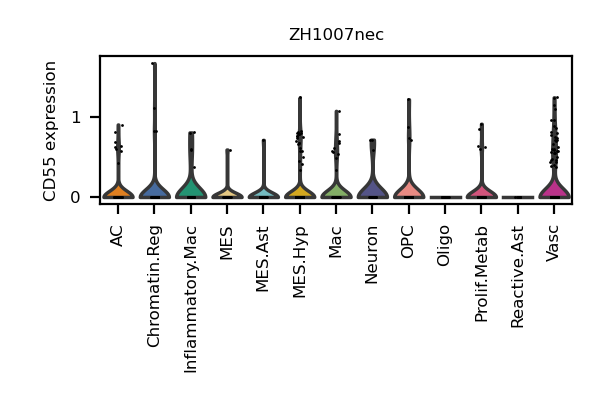 ZH1007nec
CD55 expression
1
0
AC
Chromatin.Reg
Inflammatory.Mac
MES
MES.Ast
MES.Hyp
Mac
Neuron
OPC
Oligo
Prolif.Metab
Reactive.Ast
Vasc